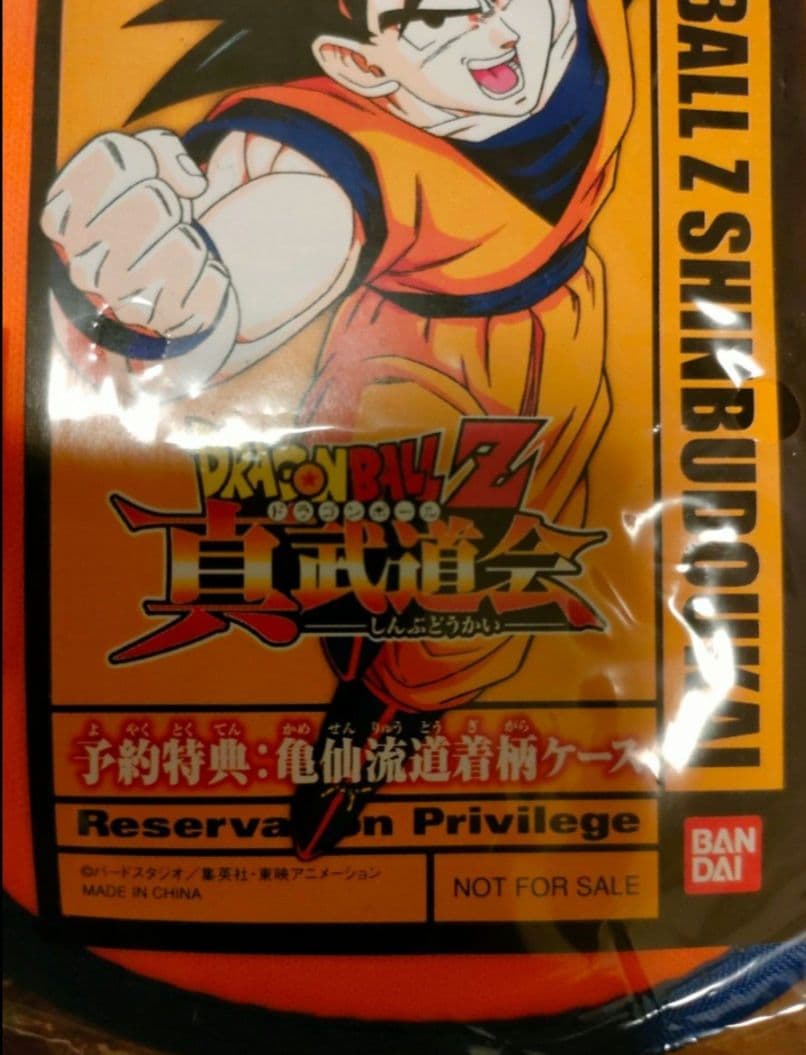 BALL Z SHINBUDOUKAI
DRAGON BALL Z
ドラゴンボール
真武道会
しんぶどうかい
よやくとくてん かめせんりゅうどうぎがら
予約特典:亀仙流道着柄ケース
Reservation Privilege
©バードスタジオ/集英社・東映アニメーション
MADE IN CHINA
NOT FOR SALE
BAN
DAI